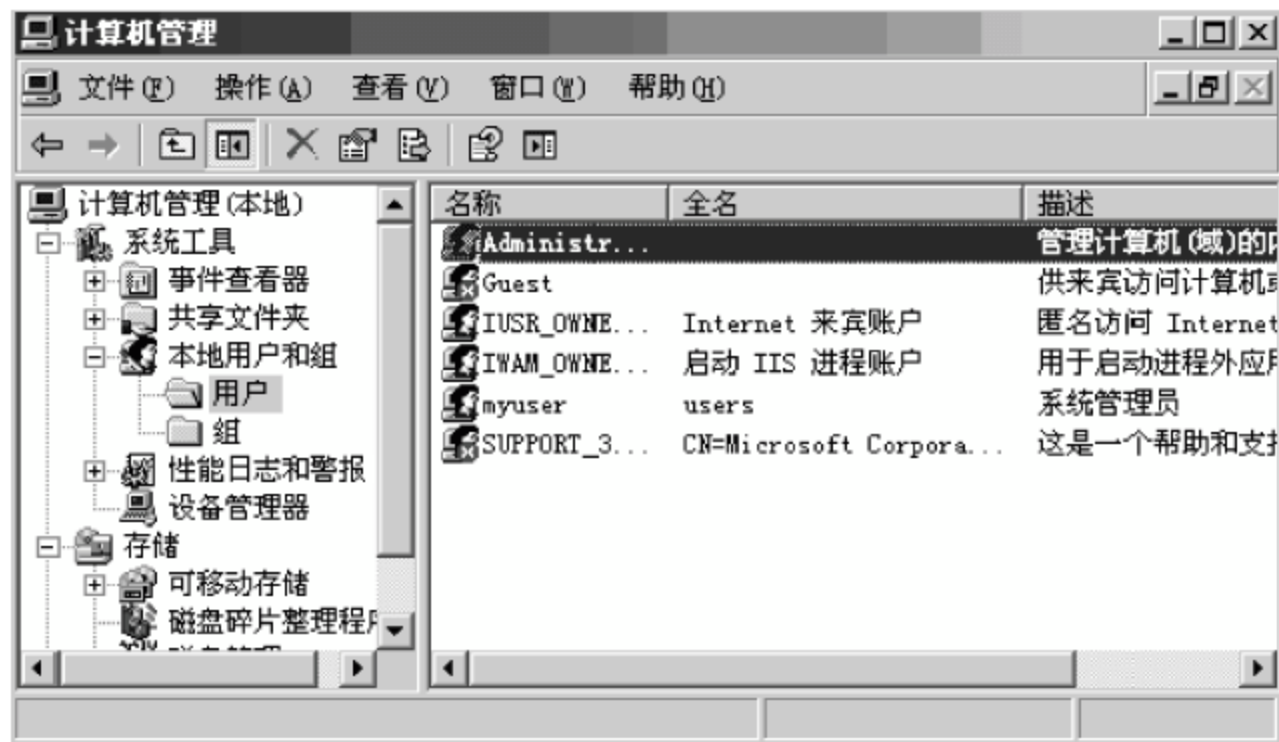 计算机管理
文件(F) 操作(A) 查看(V) 窗口(W) 帮助(H)
计算机管理(本地)
系统工具
事件查看器
共享文件夹
本地用户和组
用户
组
性能日志和警报
设备管理器
存储
可移动存储
磁盘碎片整理程
名称 全名 描述
Administr... 管理计算机(域)的
Guest 供来宾访问计算机
IUSR_OWNE... Internet 来宾账户 匿名访问 Internet
IWAM_OWNE... 启动 IIS 进程账户 用于启动进程外应
myuser users 系统管理员
SUPPORT_3... CN=Microsoft Corpora... 这是一个帮助和支